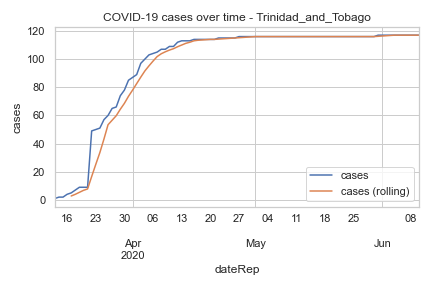 COVID-19 cases over time - Trinidad_and_Tobago
cases
120
100
80
60
40
20
0
cases
cases (rolling)
16 23 30 06 13 20 27 04 11 18 25 08
Apr May Jun
2020
dateRep